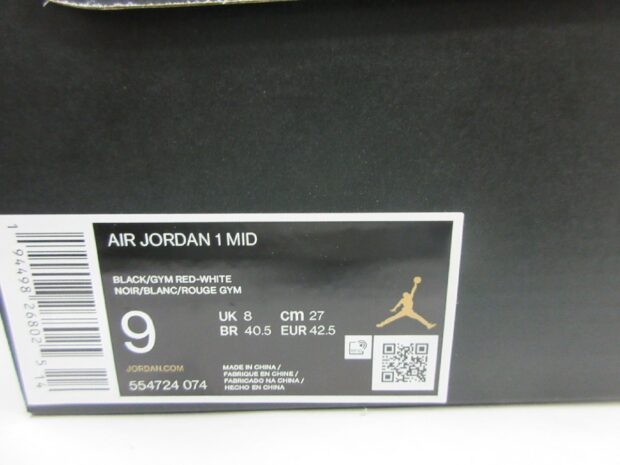 AIR JORDAN 1 MID
BLACK/GYM RED-WHITE
NOIR/BLANC/ROUGE GYM
9
UK 8 cm 27
BR 40.5 EUR 42.5
JORDAN.COM
554724 074
MADE IN CHINA /
FABRIQUE EN CHINE /
FABRICADO NA CHINA /
HECHO EN CHINA
1 94498 26802 514